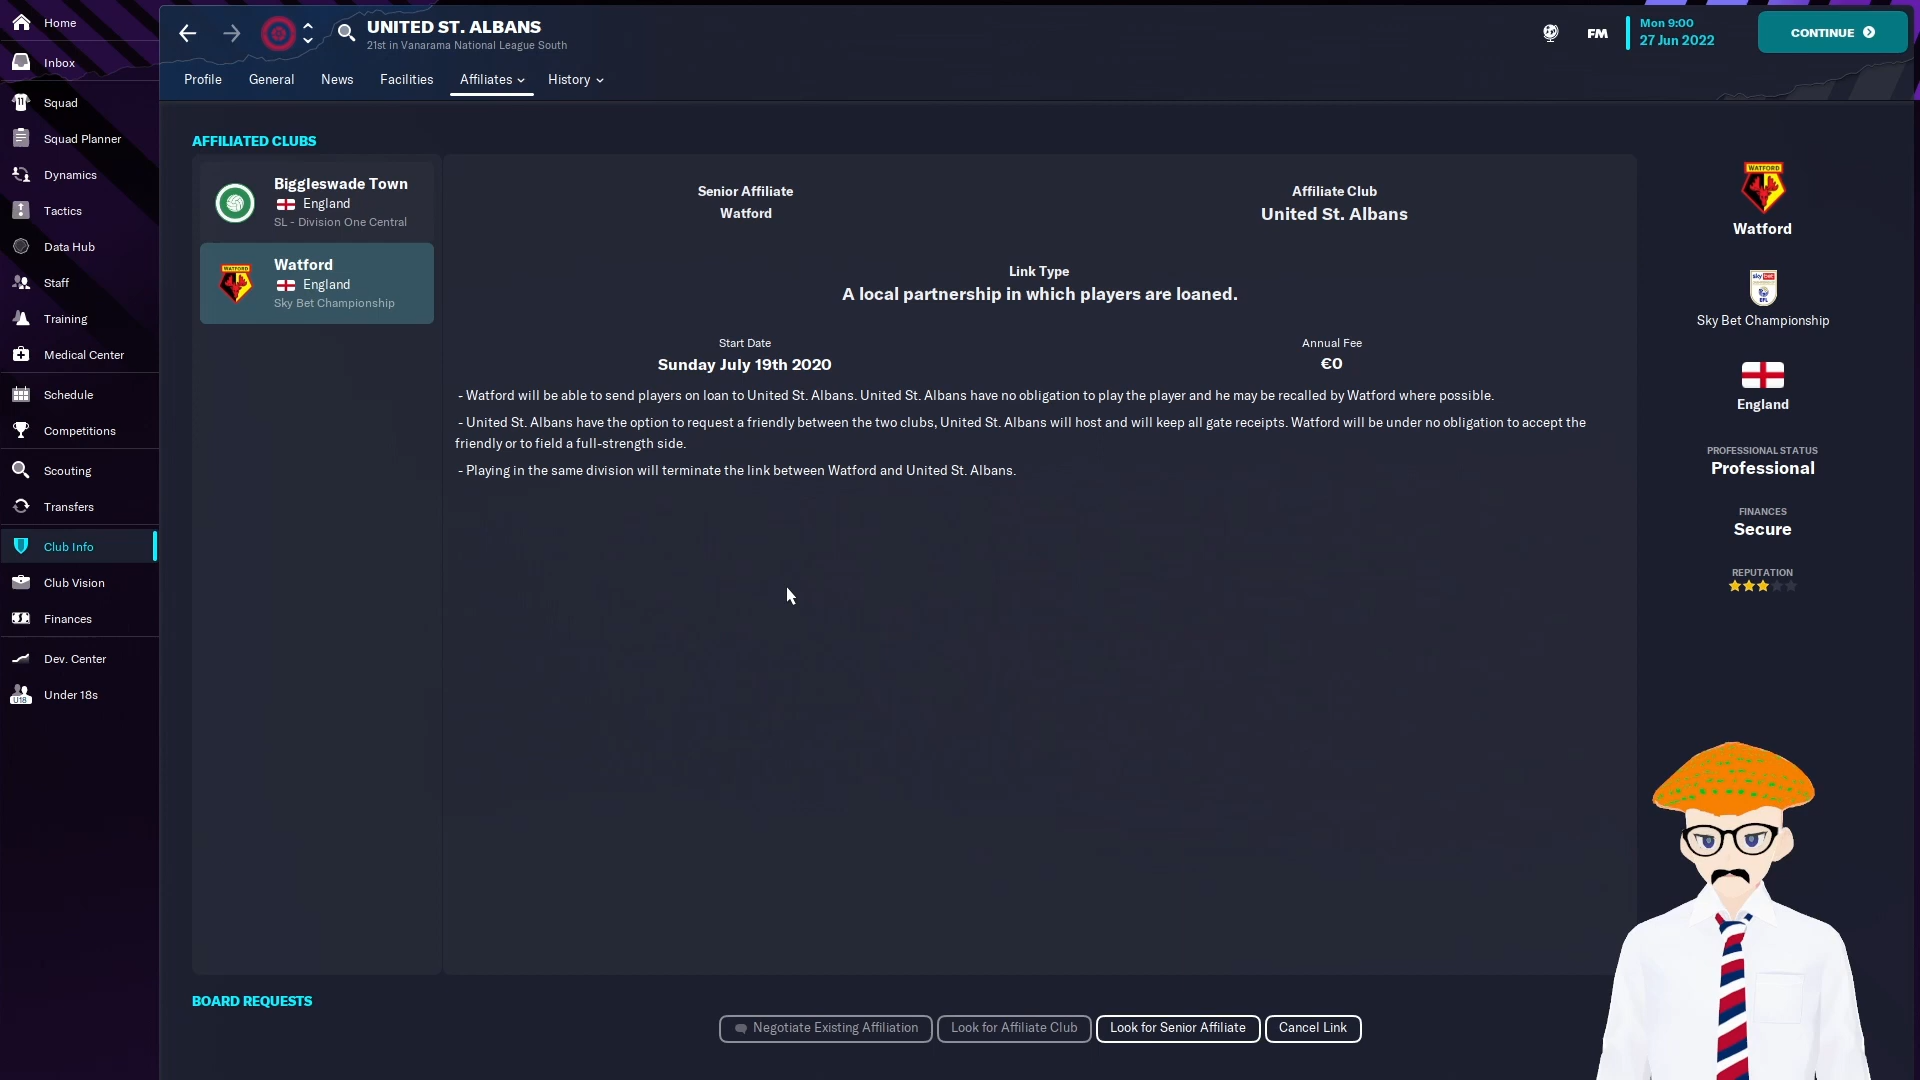 Home
Inbox
Squad
Squad Planner
Dynamics
Tactics
Data Hub
Staff
Training
Medical Center
Schedule
Competitions
Scouting
Transfers
Club Info
Club Vision
Finances
Dev. Center
U18
Under 18s
UNITED ST. ALBANS
21st in Vanarama National League South
FM
Mon 9:00
27 Jun 2022
CONTINUE
Profile
General
News
Facilities
Affiliates
History
AFFILIATED CLUBS
Biggleswade Town
England
SL - Division One Central
WATFORD
Watford
England
Sky Bet Championship
Senior Affiliate
Watford
Affiliate Club
United St. Albans
Link Type
A local partnership in which players are loaned.
Start Date
Sunday July 19th 2020
Annual Fee
€0
- Watford will be able to send players on loan to United St. Albans. United St. Albans have no obligation to play the player and he may be recalled by Watford where possible.
- United St. Albans have the option to request a friendly between the two clubs, United St. Albans will host and will keep all gate receipts. Watford will be under no obligation to accept the
friendly or to field a full-strength side.
- Playing in the same division will terminate the link between Watford and United St. Albans.
WATFORD
Watford
sky bet
EFL
Sky Bet Championship
England
PROFESSIONAL STATUS
Professional
FINANCES
Secure
REPUTATION
BOARD REQUESTS
Negotiate Existing Affiliation
Look for Affiliate Club
Look for Senior Affiliate
Cancel Link